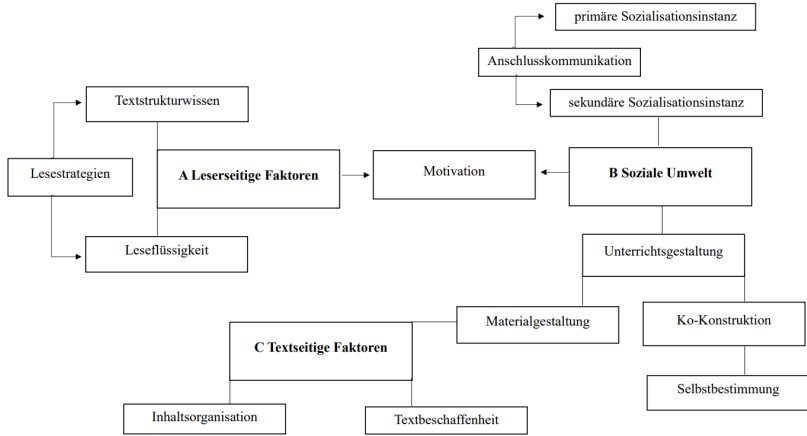 primäre Sozialisationsinstanz
Anschlusskommunikation
Textstrukturwissen
sekundäre Sozialisationsinstanz
Lesestrategien
A Leserseitige Faktoren
Motivation
B Soziale Umwelt
Leseflüssigkeit
Unterrichtsgestaltung
Materialgestaltung
Ko-Konstruktion
C Textseitige Faktoren
Selbstbestimmung
Inhaltsorganisation
Textbeschaffenheit